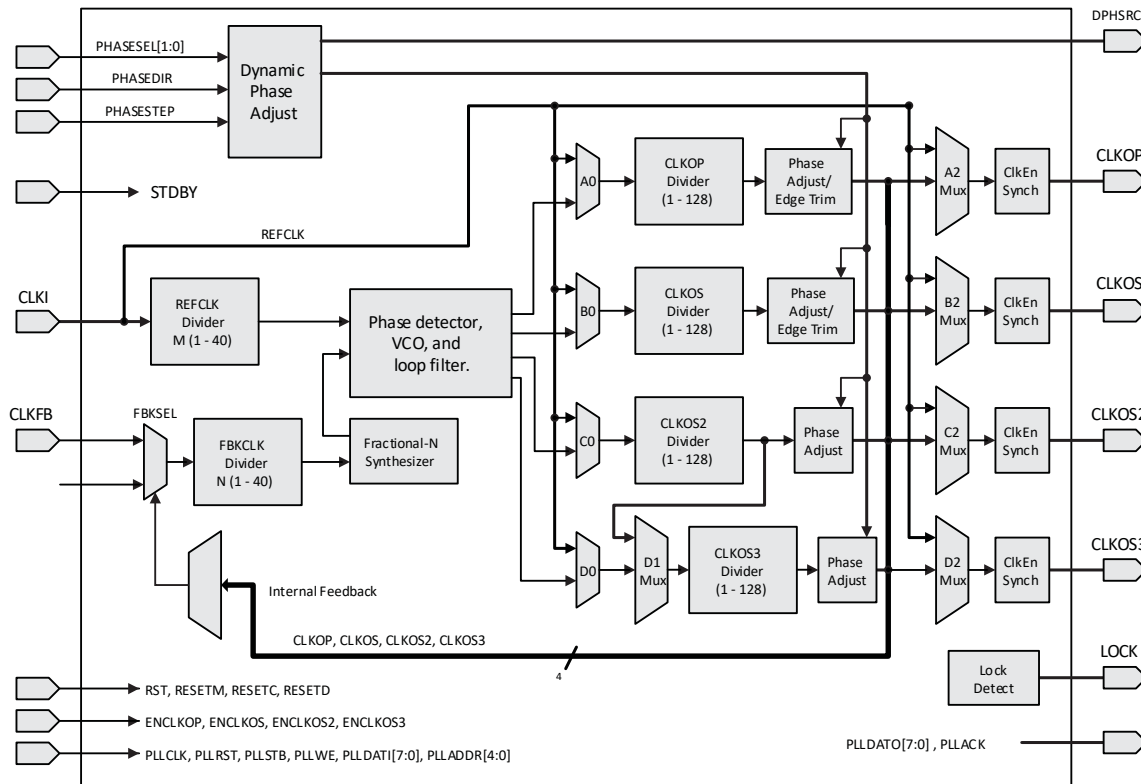 DPHSRC
PHASESEL[1:0]
PHASEDIR
PHASESTEP
Dynamic
Phase
Adjust
STDBY
REFCLK
CLKI
REFCLK
Divider
M (1 - 40)
CLKFB
FBKSEL
FBKCLK
Divider
N (1 - 40)
Phase detector,
VCO, and
loop filter.
Fractional-N
Synthesizer
Internal Feedback
CLKOP, CLKOS, CLKOS2, CLKOS3
4
A0
CLKOP
Divider
(1 - 128)
Phase
Adjust/
Edge Trim
A2
Mux
ClkEn
Synch
CLKOP
B0
CLKOS
Divider
(1 - 128)
Phase
Adjust/
Edge Trim
B2
Mux
ClkEn
Synch
CLKOS
C0
CLKOS2
Divider
(1 - 128)
Phase
Adjust
C2
Mux
ClkEn
Synch
CLKOS2
D0
D1
Mux
CLKOS3
Divider
(1 - 128)
Phase
Adjust
D2
Mux
ClkEn
Synch
CLKOS3
Lock
Detect
LOCK
RST, RESETM, RESETC, RESETD
ENCLKOP, ENCLKOS, ENCLKOS2, ENCLKOS3
PLLCLK, PLLRST, PLLSTB, PLLWE, PLLDATI[7:0], PLLADDR[4:0]
PLLDATO[7:0] , PLLACK